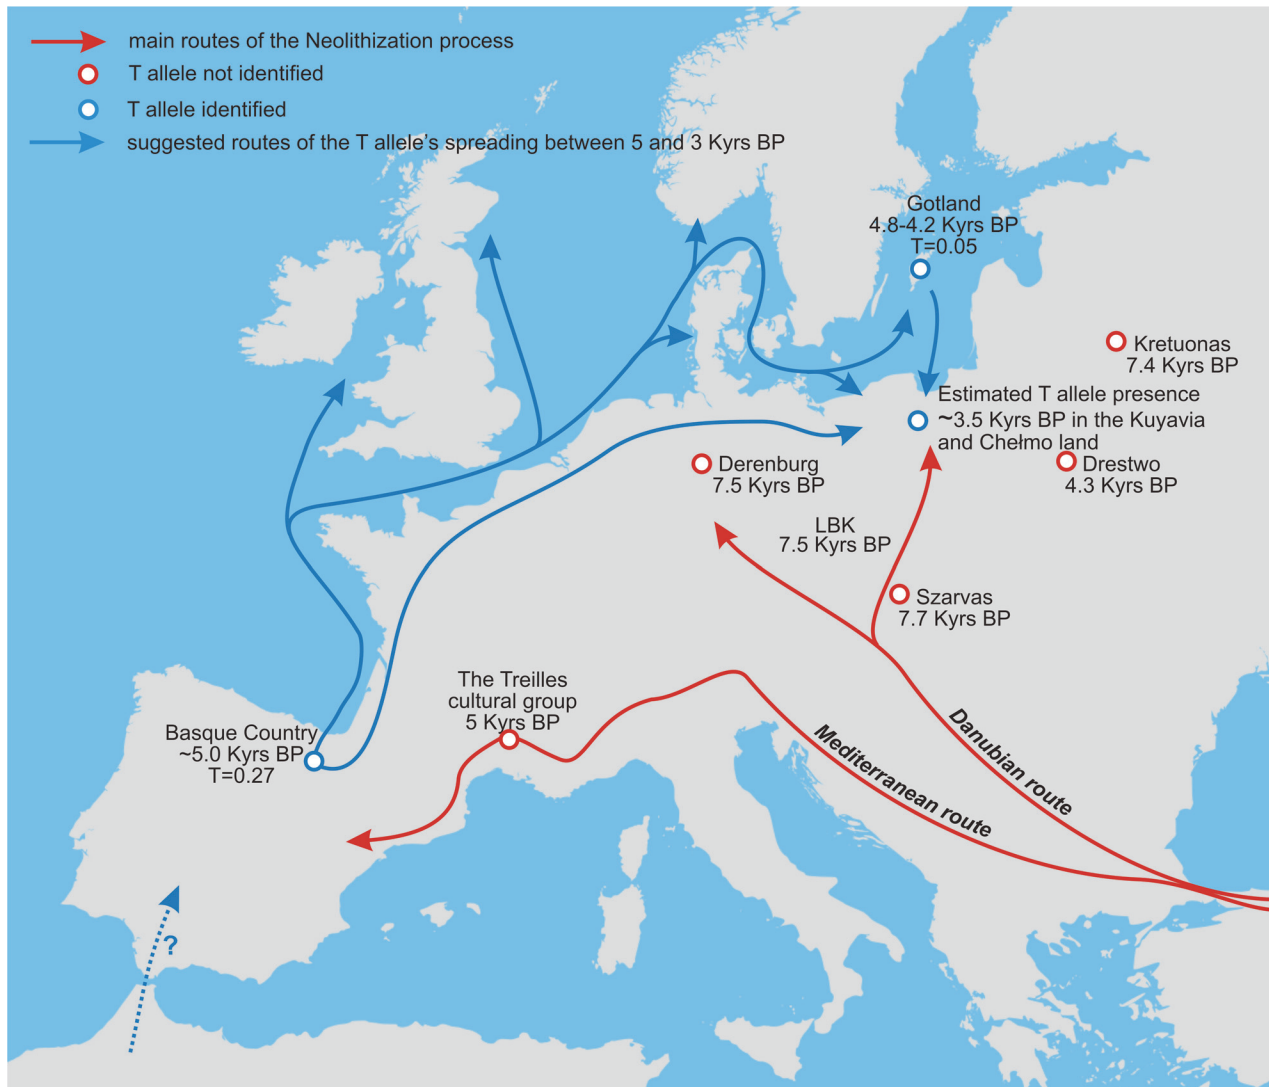 main routes of the Neolithization process
T allele not identified
T allele identified
suggested routes of the T allele's spreading between 5 and 3 Kyrs BP
Gotland
4.8-4.2 Kyrs BP
T=0.05
Kretuonas
7.4 Kyrs BP
Estimated T allele presence
~3.5 Kyrs BP in the Kuyavia
and Chełmo land
Drestwo
4.3 Kyrs BP
Derenburg
7.5 Kyrs BP
LBK
7.5 Kyrs BP
Szarvas
7.7 Kyrs BP
The Treilles
cultural group
5 Kyrs BP
Basque Country
~5.0 Kyrs BP
T=0.27
Mediterranean route
Danubian route
?